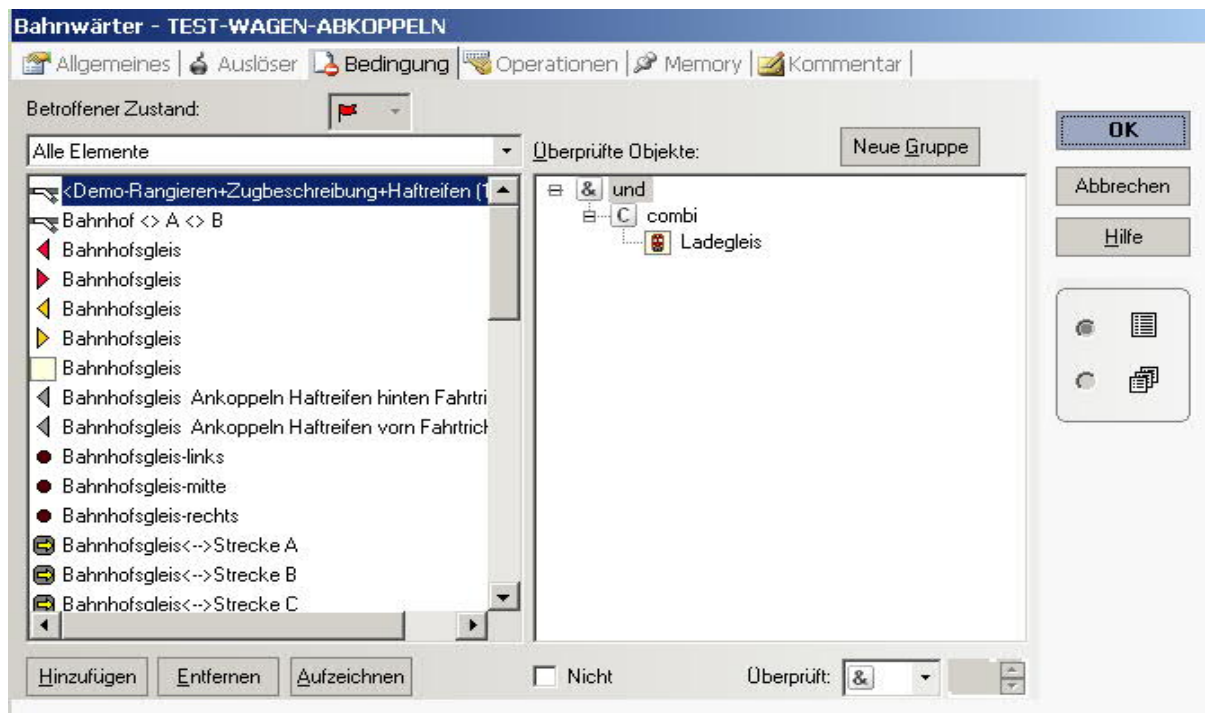 Bahnwärter - TEST-WAGEN-ABKOPPELN
Allgemeines Auslöser Bedingung Operationen Memory Kommentar
Betroffener Zustand:
Alle Elemente
Überprüfte Objekte:
Neue Gruppe
OK
Abbrechen
Hilfe
<Demo-Rangieren+Zugbeschreibung+Haftreifen (1
Bahnhof <> A <> B
Bahnhofsgleis
Bahnhofsgleis
Bahnhofsgleis
Bahnhofsgleis
Bahnhofsgleis
Bahnhofsgleis Ankoppeln Haftreifen hinten Fahrtri
Bahnhofsgleis Ankoppeln Haftreifen vorn Fahrtrich
Bahnhofsgleis-links
Bahnhofsgleis-mitte
Bahnhofsgleis-rechts
Bahnhofsgleis<-->Strecke A
Bahnhofsgleis<-->Strecke B
Bahnhofsgleis<-->Strecke C
& und
C combi
Ladegleis
Hinzufügen Entfernen Aufzeichnen
Nicht
Überprüft: &